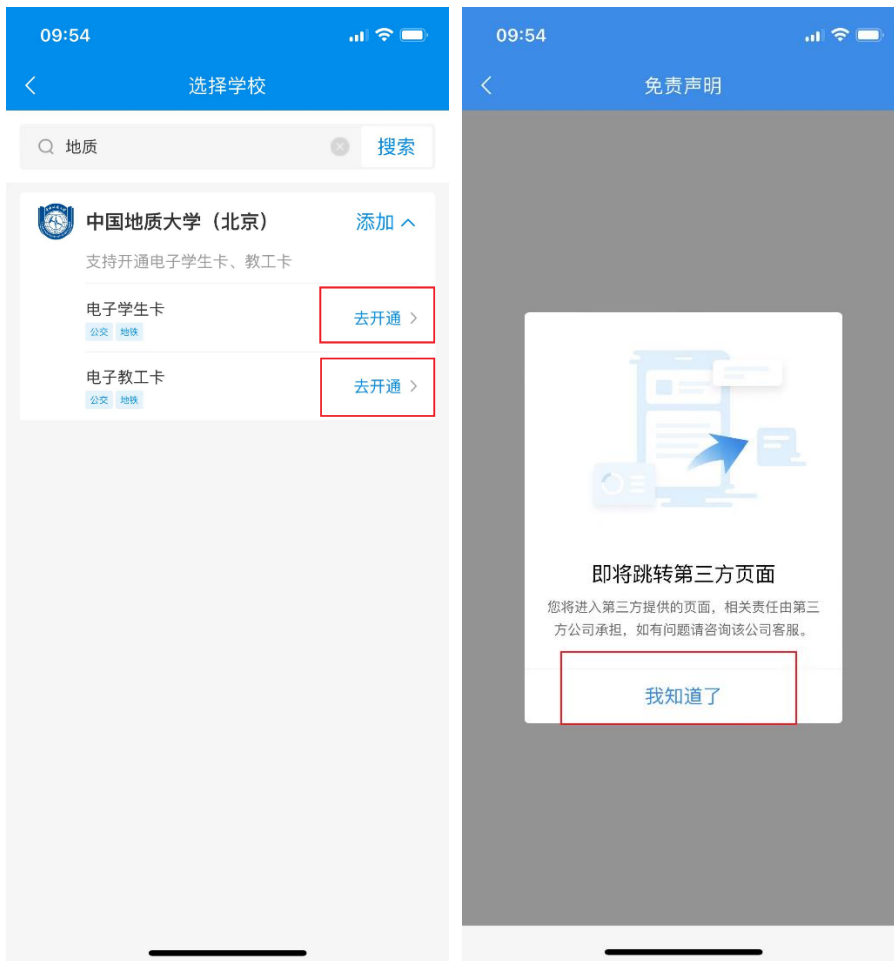 09:54
选择学校
地质
搜索
中国地质大学（北京）
添加
支持开通电子学生卡、教工卡
电子学生卡
公交 地铁
去开通
电子教工卡
公交 地铁
去开通
09:54
免责声明
即将跳转第三方页面
您将进入第三方提供的页面，相关责任由第三
方公司承担，如有问题请咨询该公司客服。
我知道了